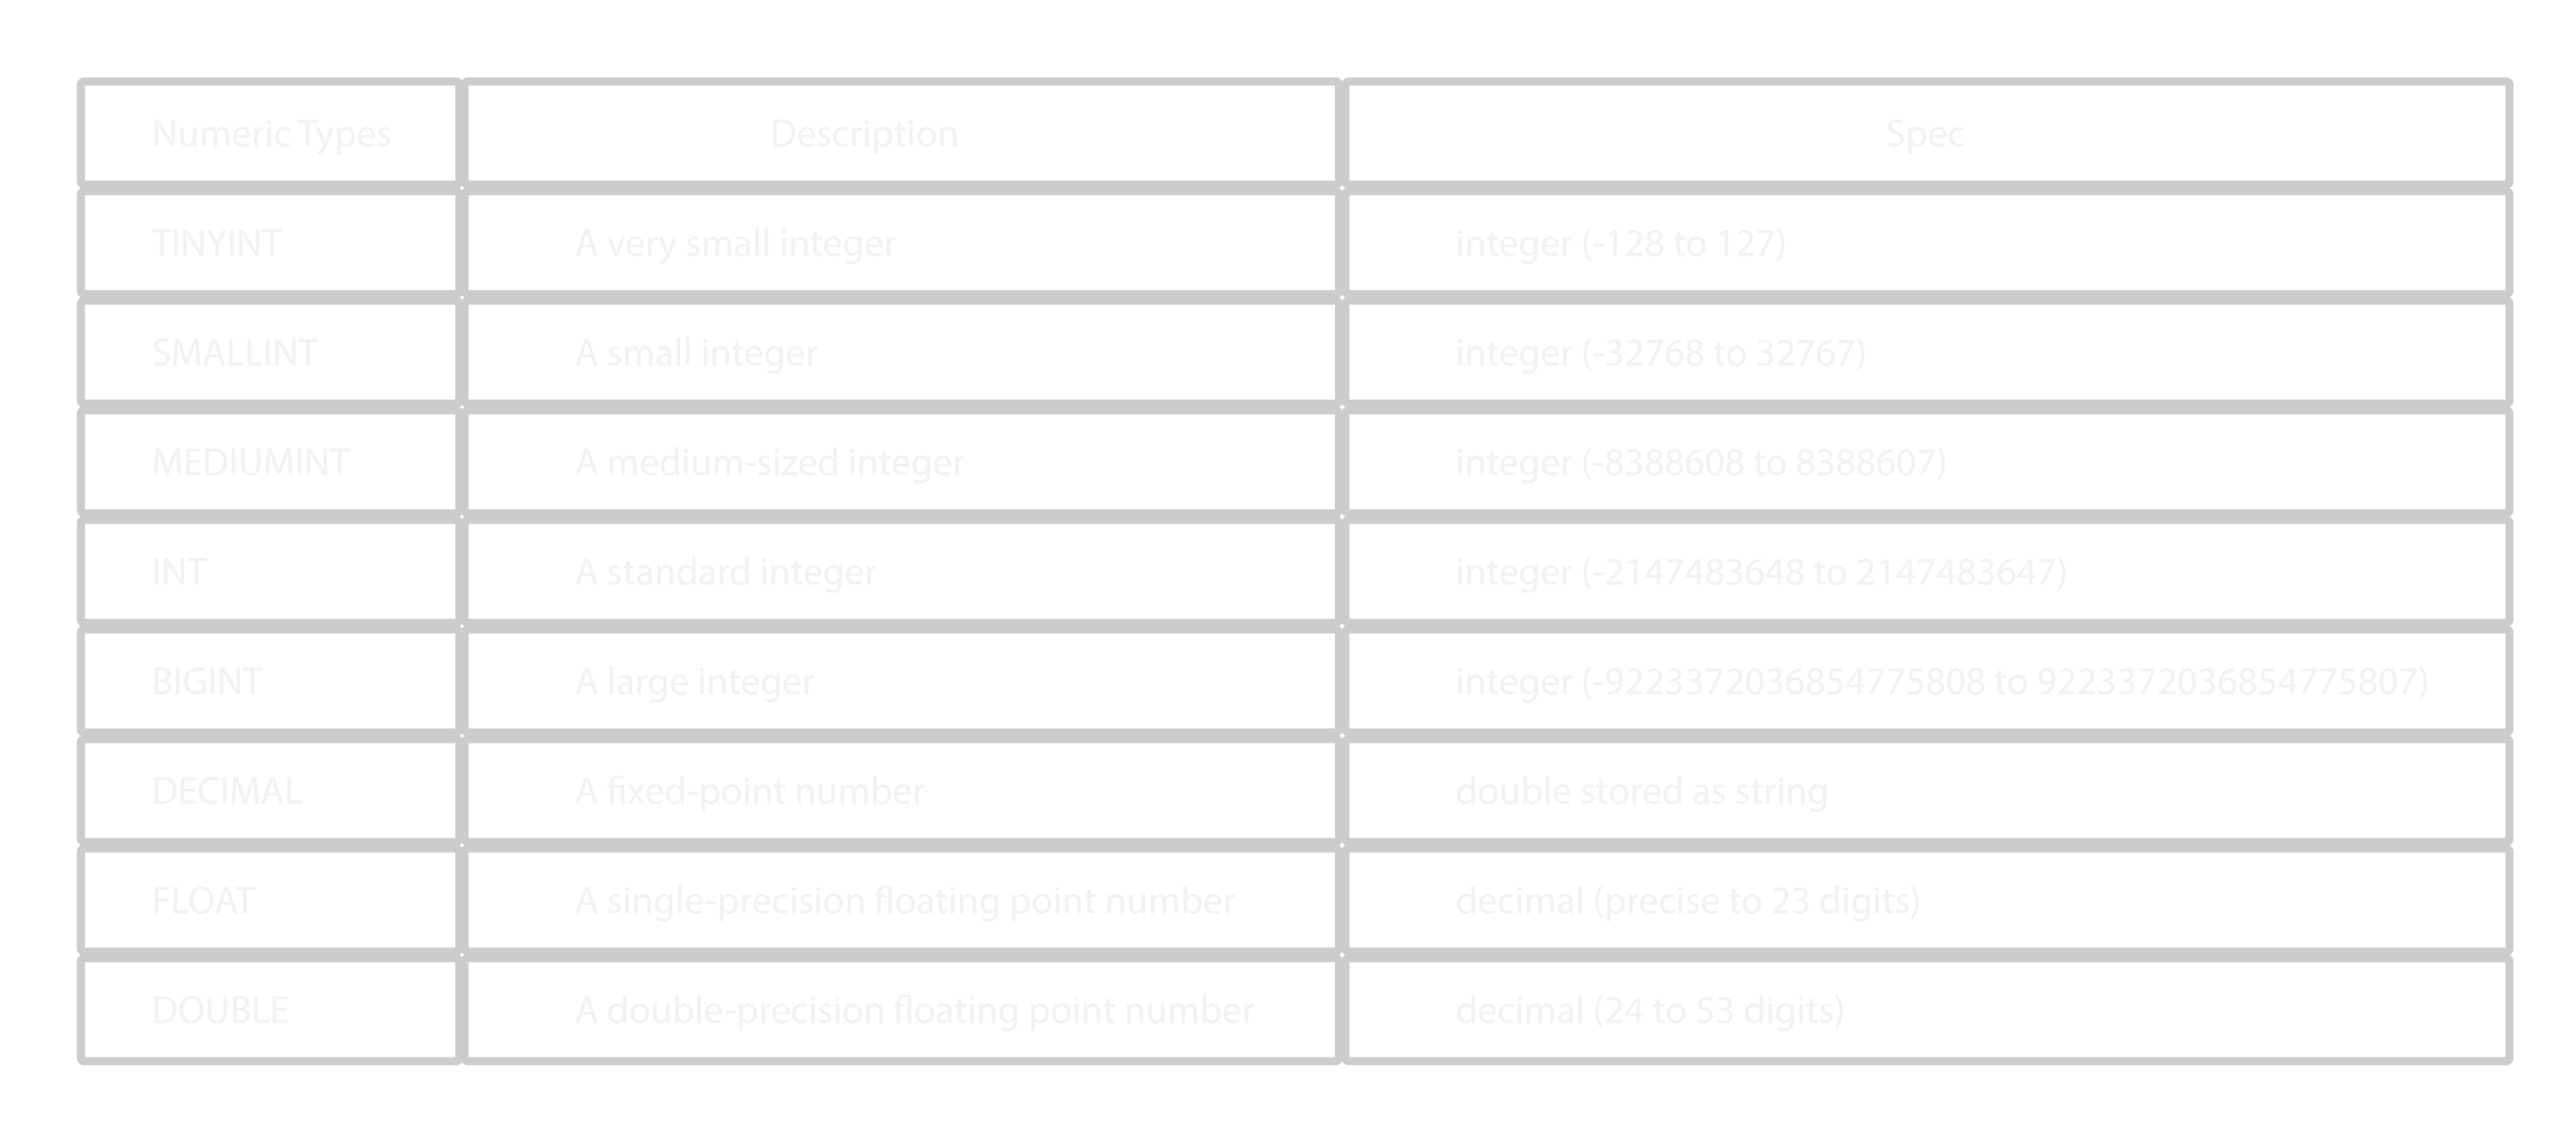 Numeric Types Description Spec
TINYINT A very small integer integer (-128 to 127)
SMALLINT A small integer integer (-32768 to 32767)
MEDIUMINT A medium-sized integer integer (-8388608 to 8388607)
INT A standard integer integer (-2147483648 to 2147483647)
BIGINT A large integer integer (-9223372036854775808 to 9223372036854775807)
DECIMAL A fixed-point number double stored as string
FLOAT A single-precision floating point number decimal (precise to 23 digits)
DOUBLE A double-precision floating point number decimal (24 to 53 digits)